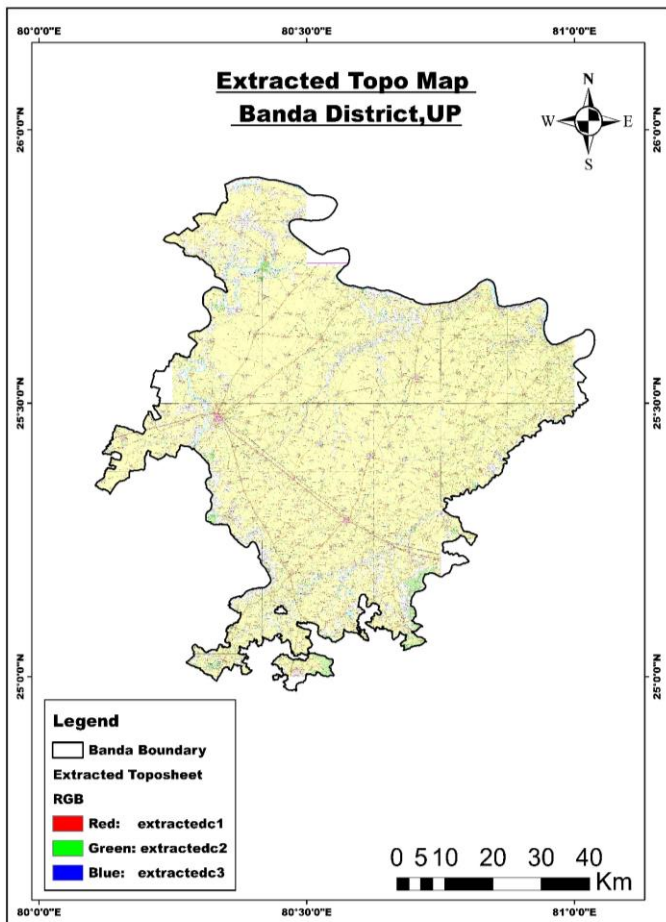 80°0'0"E 80°30'0"E 81°0'0"E
Extracted Topo Map
Banda District,UP
N
W E
S
26°0'0"N 26°0'0"N
25°30'0"N 25°30'0"N
25°0'0"N 25°0'0"N
Legend
Banda Boundary
Extracted Toposheet
RGB
Red: extractedc1
Green: extractedc2
Blue: extractedc3
0 5 10 20 30 40
Km
80°0'0"E 80°30'0"E 81°0'0"E